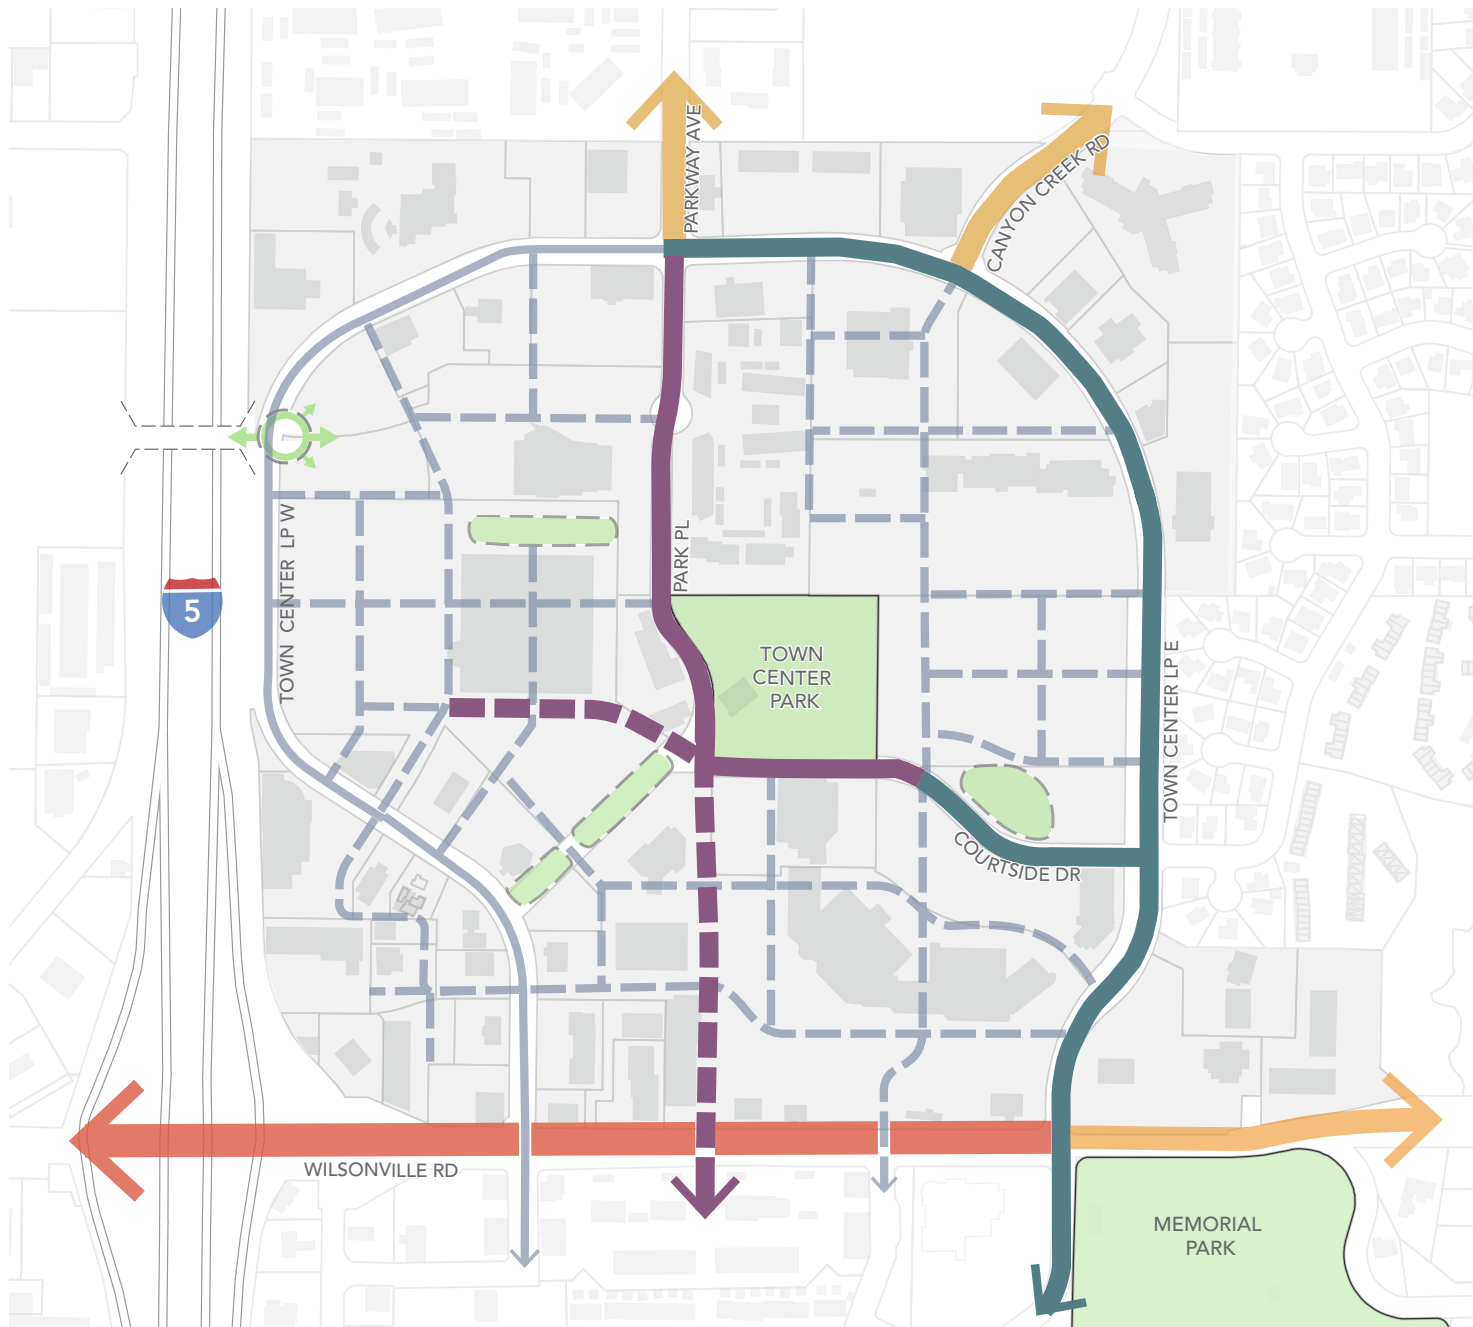 PARKWAY AVE
CANYON CREEK RD
TOWN CENTER LP W
PARK PL
5
TOWN
CENTER
PARK
TOWN CENTER LP E
COURTSIDE DR
WILSONVILLE RD
MEMORIAL
PARK